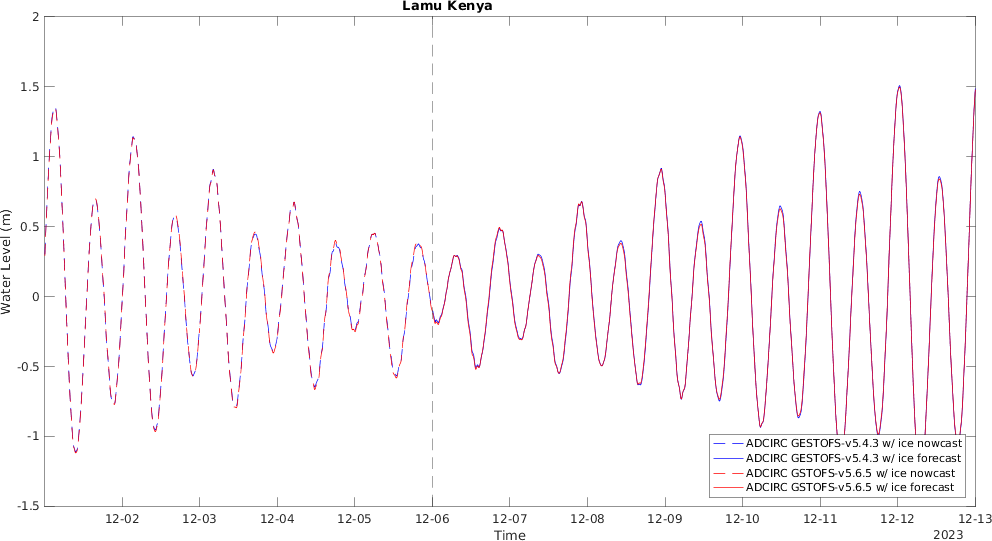 Lamu Kenya
2
1.5
1
0.5
0
-0.5
-1
-1.5
Water Level (m)
ADCIRC GESTOFS-v5.4.3 w/ ice nowcast
ADCIRC GESTOFS-v5.4.3 w/ ice forecast
ADCIRC GSTOFS-v5.6.5 w/ ice nowcast
ADCIRC GSTOFS-v5.6.5 w/ ice forecast
12-02 12-03 12-04 12-05 12-06 12-07 12-08 12-09 12-10 12-11 12-12 12-13
Time
2023